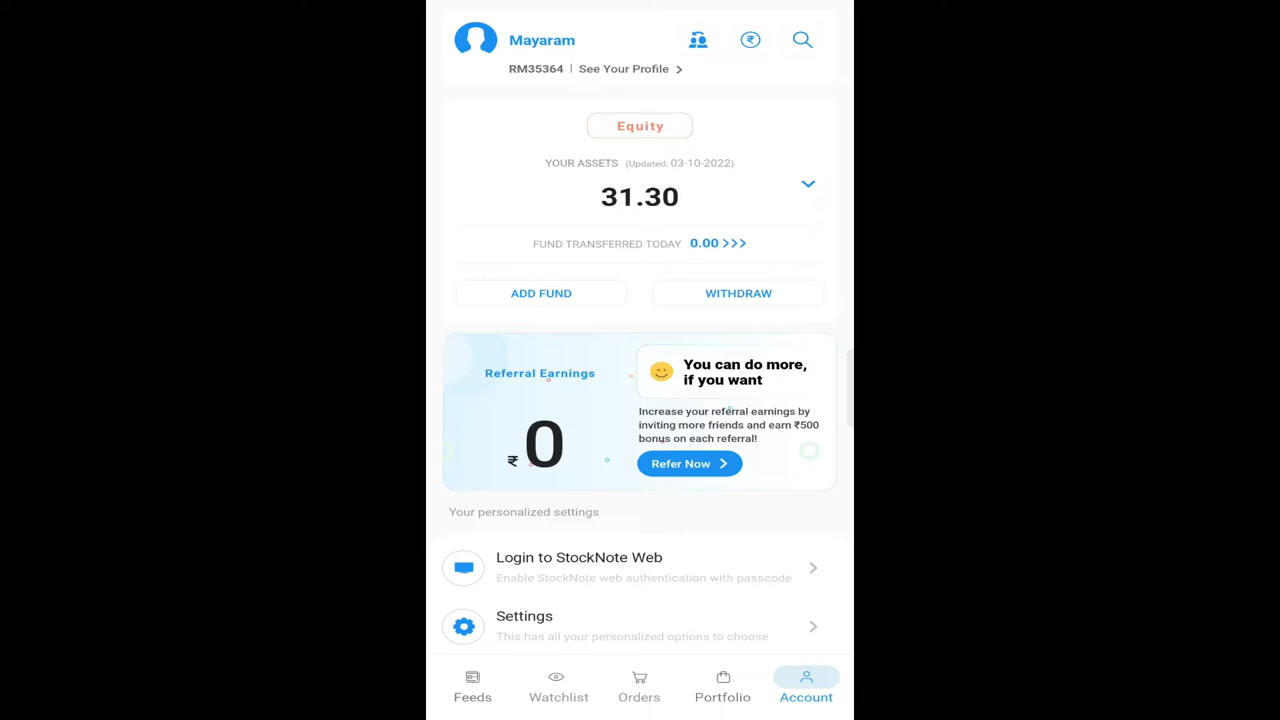 Mayaram
RM35364 | See Your Profile
Equity
YOUR ASSETS (Updated: 03-10-2022)
31.30
FUND TRANSFERRED TODAY 0.00 >>>
ADD FUND
WITHDRAW
Referral Earnings
₹ 0
You can do more,
if you want
Increase your referral earnings by
inviting more friends and earn ₹500
bonus on each referral!
Refer Now
Your personalized settings
Login to StockNote Web
Enable StockNote web authentication with passcode
Settings
This has all your personalized options to choose
Feeds
Watchlist
Orders
Portfolio
Account